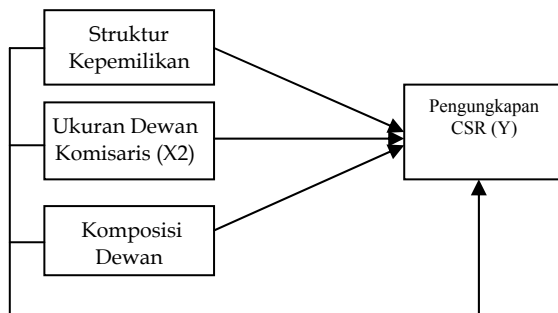 Struktur
Kepemilikan
Ukuran Dewan
Komisaris (X2)
Komposisi
Dewan
Pengungkapan
CSR (Y)